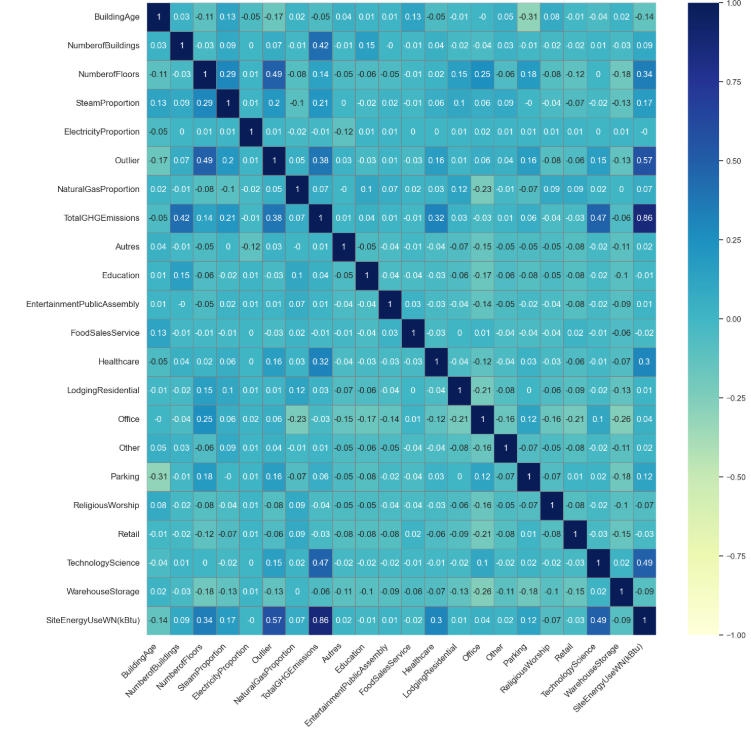 BuildingAge 1 0.03 -0.11 0.13 -0.05 -0.17 0.02 -0.05 0.04 0.01 0.01 0.13 -0.05 -0.01 -0 0.05 -0.31 0.08 -0.01 -0.04 0.02 -0.14
NumberofBuildings 0.03 1 -0.03 0.09 0 0.07 -0.01 0.42 -0.01 0.15 -0 -0.01 0.04 -0.02 -0.04 0.03 -0.01 -0.02 -0.02 0.01 -0.03 0.09
NumberofFloors -0.11 -0.03 1 0.29 0.01 0.49 -0.08 0.14 -0.05 -0.06 -0.05 -0.01 0.02 0.15 0.25 -0.06 0.18 -0.08 -0.12 0 -0.18 0.34
SteamProportion 0.13 0.09 0.29 1 0.01 0.2 -0.1 0.21 0 -0.02 0.02 -0.01 0.06 0.1 0.06 0.09 -0 -0.04 -0.07 -0.02 -0.13 0.17
ElectricityProportion -0.05 0 0.01 0.01 1 0.01 -0.02 -0.01 -0.12 0.01 0.01 0 0 0.01 0.02 0.01 0.01 0.01 0.01 0 0.01 -0
Outlier -0.17 0.07 0.49 0.2 0.01 1 0.05 0.38 0.03 -0.03 0.01 -0.03 0.16 0.01 0.06 0.04 0.16 -0.08 -0.06 0.15 -0.13 0.57
NaturalGasProportion 0.02 -0.01 -0.08 -0.1 -0.02 0.05 1 0.07 -0 0.1 0.07 0.02 0.03 0.12 -0.23 -0.01 -0.07 0.09 0.09 0.02 0 0.07
TotalGHGEmissions -0.05 0.42 0.14 0.21 -0.01 0.38 0.07 1 0.01 0.04 0.01 -0.01 0.32 0.03 -0.03 0.01 0.06 -0.04 -0.03 0.47 -0.06 0.86
Autres 0.04 -0.01 -0.05 0 -0.12 0.03 -0 0.01 1 -0.05 -0.04 -0.01 -0.04 -0.07 -0.15 -0.05 -0.05 -0.05 -0.08 -0.02 -0.11 0.02
Education 0.01 0.15 -0.06 -0.02 0.01 -0.03 0.1 0.04 -0.05 1 -0.04 -0.04 -0.03 -0.06 -0.17 -0.06 -0.08 -0.05 -0.08 -0.02 -0.1 -0.01
EntertainmentPublicAssembly 0.01 -0 -0.05 0.02 0.01 0.01 0.07 0.01 -0.04 -0.04 1 0.03 -0.03 -0.04 -0.14 -0.05 -0.02 -0.04 -0.08 -0.02 -0.09 0.01
FoodSalesService 0.13 -0.01 -0.01 -0.01 0 -0.03 0.02 -0.01 -0.01 -0.04 0.03 1 -0.03 0 0.01 -0.04 -0.04 -0.04 0.02 -0.01 -0.06 -0.02
Healthcare -0.05 0.04 0.02 0.06 0 0.16 0.03 0.32 -0.04 -0.03 -0.03 -0.03 1 -0.04 -0.12 -0.04 0.03 -0.03 -0.06 -0.01 -0.07 0.3
LodgingResidential -0.01 -0.02 0.15 0.1 0.01 0.01 0.12 0.03 -0.07 -0.06 -0.04 0 -0.04 1 -0.21 -0.08 0 -0.06 -0.09 -0.02 -0.13 0.01
Office -0 -0.04 0.25 0.06 0.02 0.06 -0.23 -0.03 -0.15 -0.17 -0.14 0.01 -0.12 -0.21 1 -0.16 0.12 -0.16 -0.21 0.1 -0.26 0.04
Other 0.05 0.03 -0.06 0.09 0.01 0.04 -0.01 0.01 -0.05 -0.06 -0.05 -0.04 -0.04 -0.08 -0.16 1 -0.07 -0.05 -0.08 -0.02 -0.11 0.02
Parking -0.31 -0.01 0.18 -0 0.01 0.16 -0.07 0.06 -0.05 -0.08 -0.02 -0.04 0.03 0 0.12 -0.07 1 -0.07 0.01 0.02 -0.18 0.12
ReligiousWorship 0.08 -0.02 -0.08 -0.04 0.01 -0.08 0.09 -0.04 -0.05 -0.05 -0.04 -0.04 -0.03 -0.06 -0.16 -0.05 -0.07 1 -0.08 -0.02 -0.1 -0.07
Retail -0.01 -0.02 -0.12 -0.07 0.01 -0.06 0.09 -0.03 -0.08 -0.08 -0.08 0.02 -0.06 -0.09 -0.21 -0.08 0.01 -0.08 1 -0.03 -0.15 -0.03
TechnologyScience -0.04 0.01 0 -0.02 0 0.15 0.02 0.47 -0.02 -0.02 -0.02 -0.01 -0.01 -0.02 0.1 -0.02 0.02 -0.02 -0.03 1 0.02 0.49
WarehouseStorage 0.02 -0.03 -0.18 -0.13 0.01 -0.13 0 -0.06 -0.11 -0.1 -0.09 -0.06 -0.07 -0.13 -0.26 -0.11 -0.18 -0.1 -0.15 0.02 1 -0.09
SiteEnergyUseWN(kBtu) -0.14 0.09 0.34 0.17 -0 0.57 0.07 0.86 0.02 -0.01 0.01 -0.02 0.3 0.01 0.04 0.02 0.12 -0.07 -0.03 0.49 -0.09 1
BuildingAge
NumberofBuildings
NumberofFloors
SteamProportion
ElectricityProportion
Outlier
NaturalGasProportion
TotalGHGEmissions
Autres
Education
EntertainmentPublicAssembly
FoodSalesService
Healthcare
LodgingResidential
Office
Other
Parking
ReligiousWorship
Retail
TechnologyScience
WarehouseStorage
SiteEnergyUseWN(kBtu)
1.00
0.75
0.50
0.25
0.00
−0.25
−0.50
−0.75
−1.00